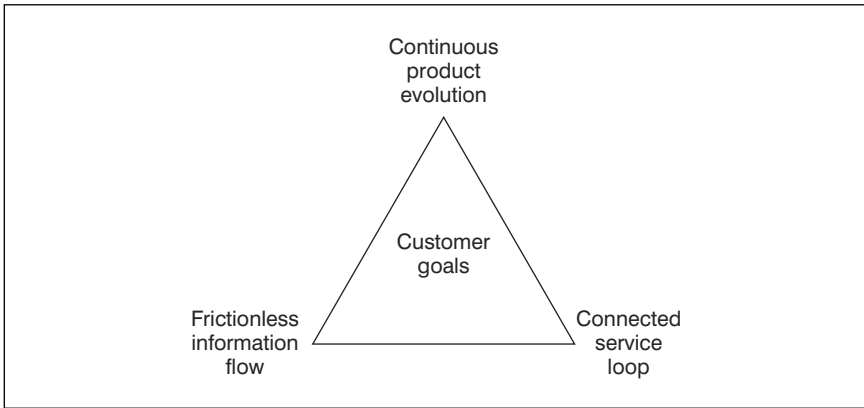 Continuous
product
evolution
Customer
goals
Frictionless
information
flow
Connected
service
loop